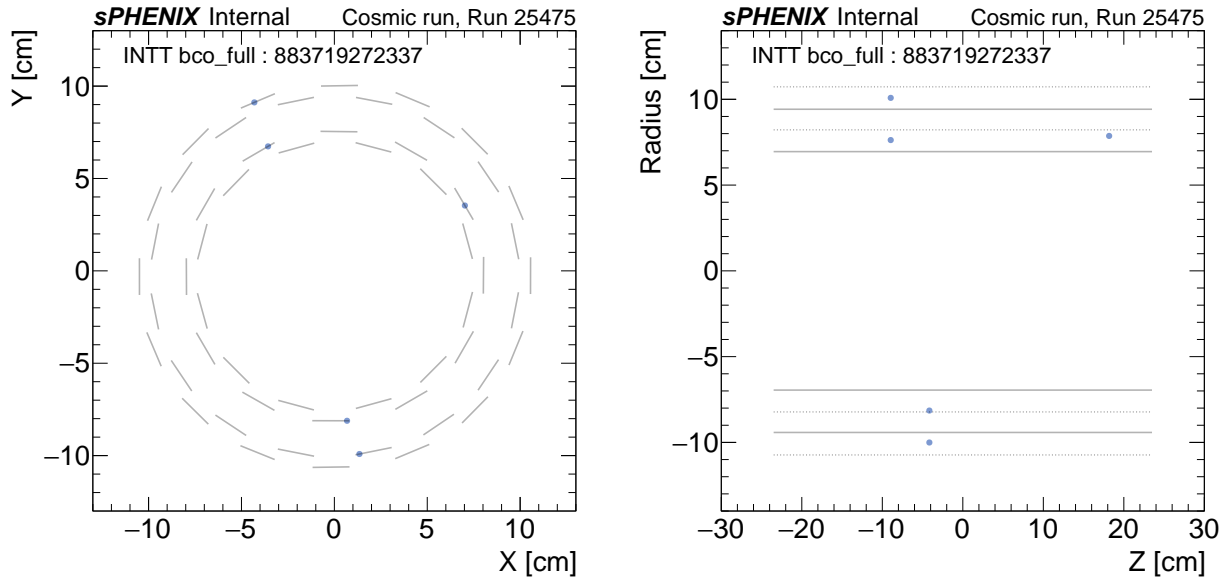 sPHENIX Internal
Cosmic run, Run 25475
INTT bco_full : 883719272337
Y [cm]
10
5
0
−5
−10
−10
−5
0
5
10
X [cm]
sPHENIX Internal
Cosmic run, Run 25475
INTT bco_full : 883719272337
Radius [cm]
10
5
0
−5
−10
−30
−20
−10
0
10
20
30
Z [cm]